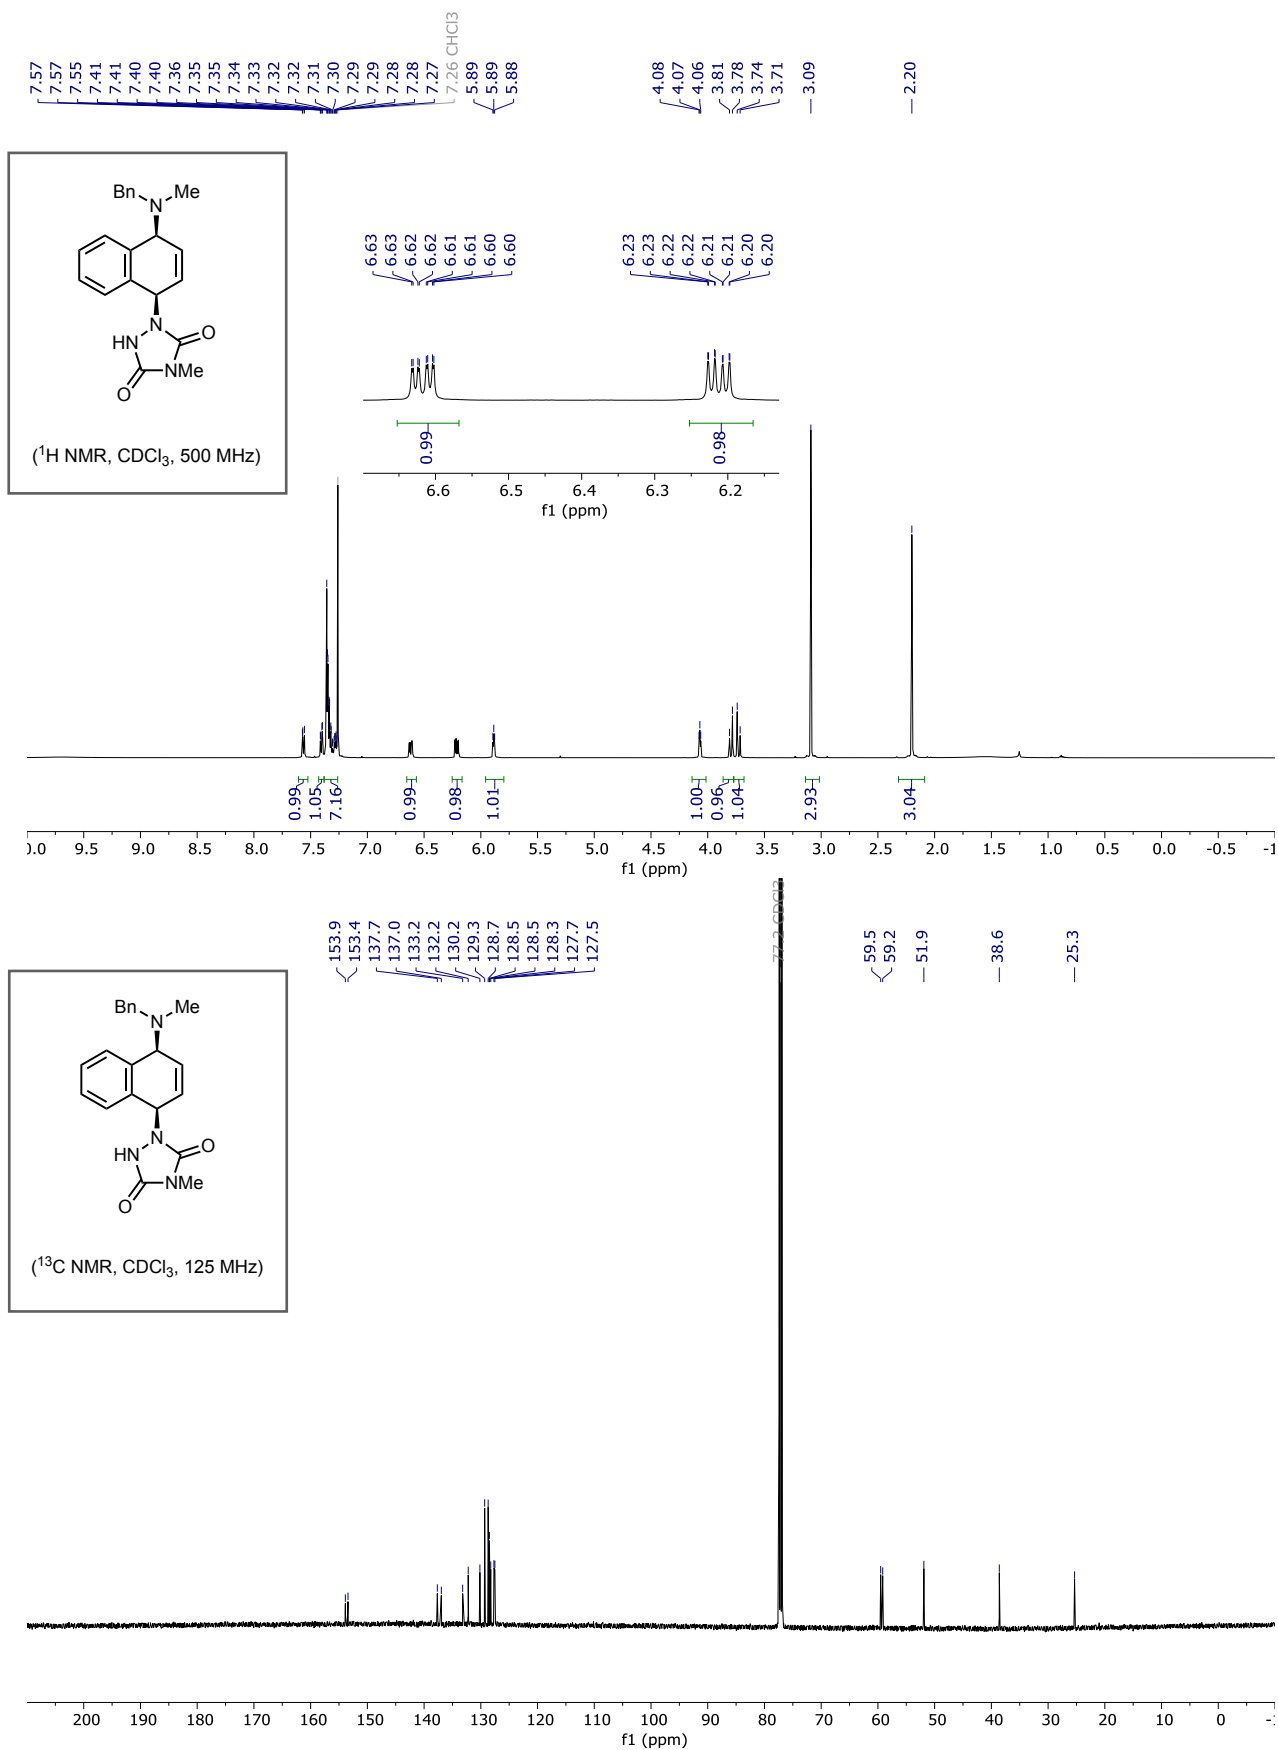 7.57 7.57 7.55 7.41 7.41 7.40 7.40 7.36 7.35 7.35 7.34 7.33 7.32 7.32 7.31 7.30 7.29 7.29 7.28 7.28 7.27 7.26 CHCl3 5.89 5.89 5.88 4.08 4.07 4.06 3.81 3.78 3.74 3.71 3.09 2.20
Bn N Me
N O
HN
NMe
O
(¹H NMR, CDCl₃, 500 MHz)
6.63 6.63 6.62 6.62 6.61 6.61 6.60 6.60 6.23 6.23 6.22 6.22 6.21 6.21 6.20 6.20
0.99 0.98
6.6 6.5 6.4 6.3 6.2
f1 (ppm)
0.99 1.05 7.16 0.99 0.98 1.01 1.00 0.96 1.04 2.93 3.04
9.5 9.0 8.5 8.0 7.5 7.0 6.5 6.0 5.5 5.0 4.5 4.0 3.5 3.0 2.5 2.0 1.5 1.0 0.5 0.0 -0.5
f1 (ppm)
153.9 153.4 137.7 137.0 133.2 132.2 130.2 129.3 128.7 128.5 128.5 128.3 127.7 127.5 77.2 CDCl3 59.5 59.2 51.9 38.6 25.3
Bn N Me
N O
HN
NMe
O
(¹³C NMR, CDCl₃, 125 MHz)
200 190 180 170 160 150 140 130 120 110 100 90 80 70 60 50 40 30 20 10 0
f1 (ppm)